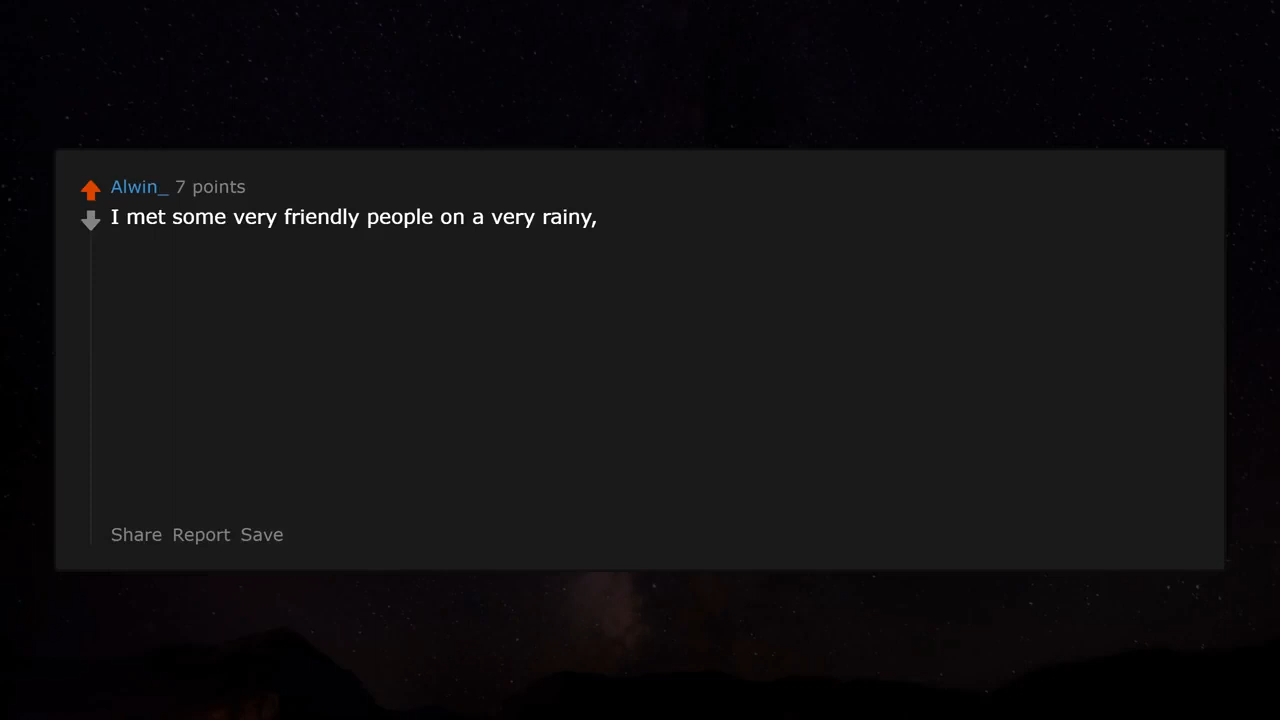 Alwin_ 7 points
I met some very friendly people on a very rainy,
Share Report Save